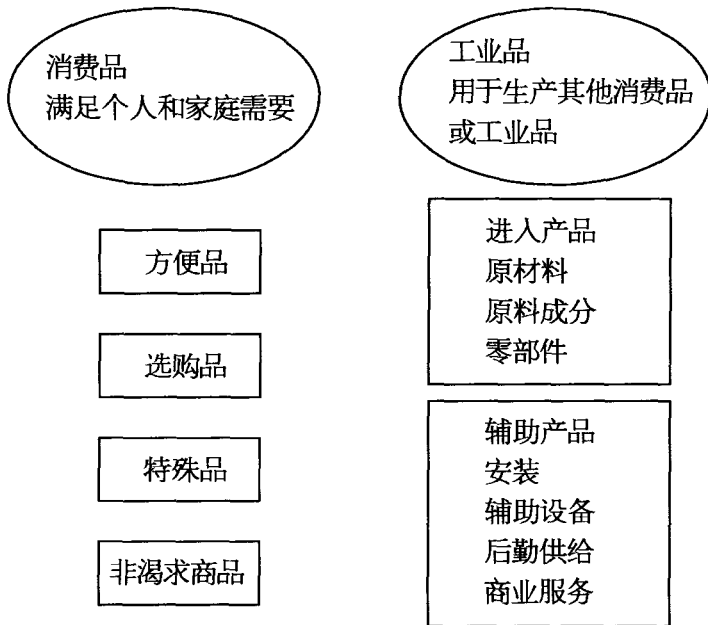 消费品
满足个人和家庭需要
方便品
选购品
特殊品
非渴求商品
工业品
用于生产其他消费品
或工业品
进入产品
原材料
原料成分
零部件
辅助产品
安装
辅助设备
后勤供给
商业服务